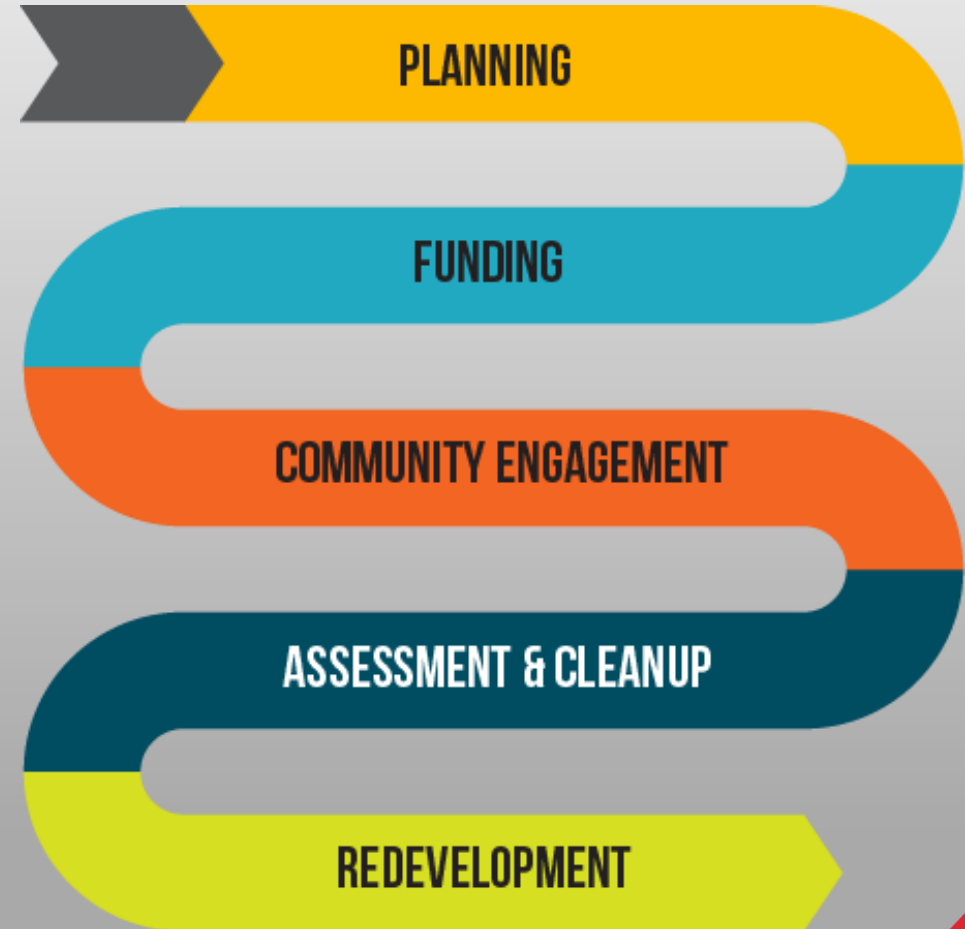 PLANNING
FUNDING
COMMUNITY ENGAGEMENT
ASSESSMENT & CLEANUP
REDEVELOPMENT